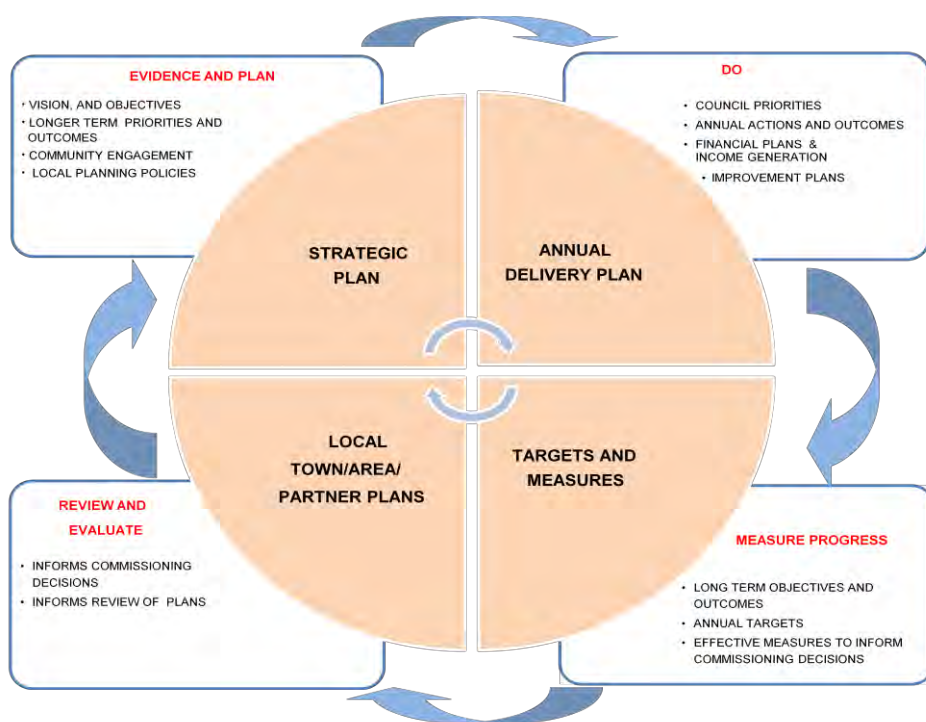 EVIDENCE AND PLAN
• VISION, AND OBJECTIVES
• LONGER TERM PRIORITIES AND
OUTCOMES
• COMMUNITY ENGAGEMENT
• LOCAL PLANNING POLICIES
DO
• COUNCIL PRIORITIES
• ANNUAL ACTIONS AND OUTCOMES
• FINANCIAL PLANS &
INCOME GENERATION
• IMPROVEMENT PLANS
STRATEGIC
PLAN
ANNUAL
DELIVERY PLAN
LOCAL
TOWN/AREA/
PARTNER PLANS
TARGETS AND
MEASURES
REVIEW AND
EVALUATE
• INFORMS COMMISSIONING
DECISIONS
• INFORMS REVIEW OF PLANS
MEASURE PROGRESS
• LONG TERM OBJECTIVES AND
OUTCOMES
• ANNUAL TARGETS
• EFFECTIVE MEASURES TO INFORM
COMMISSIONING DECISIONS